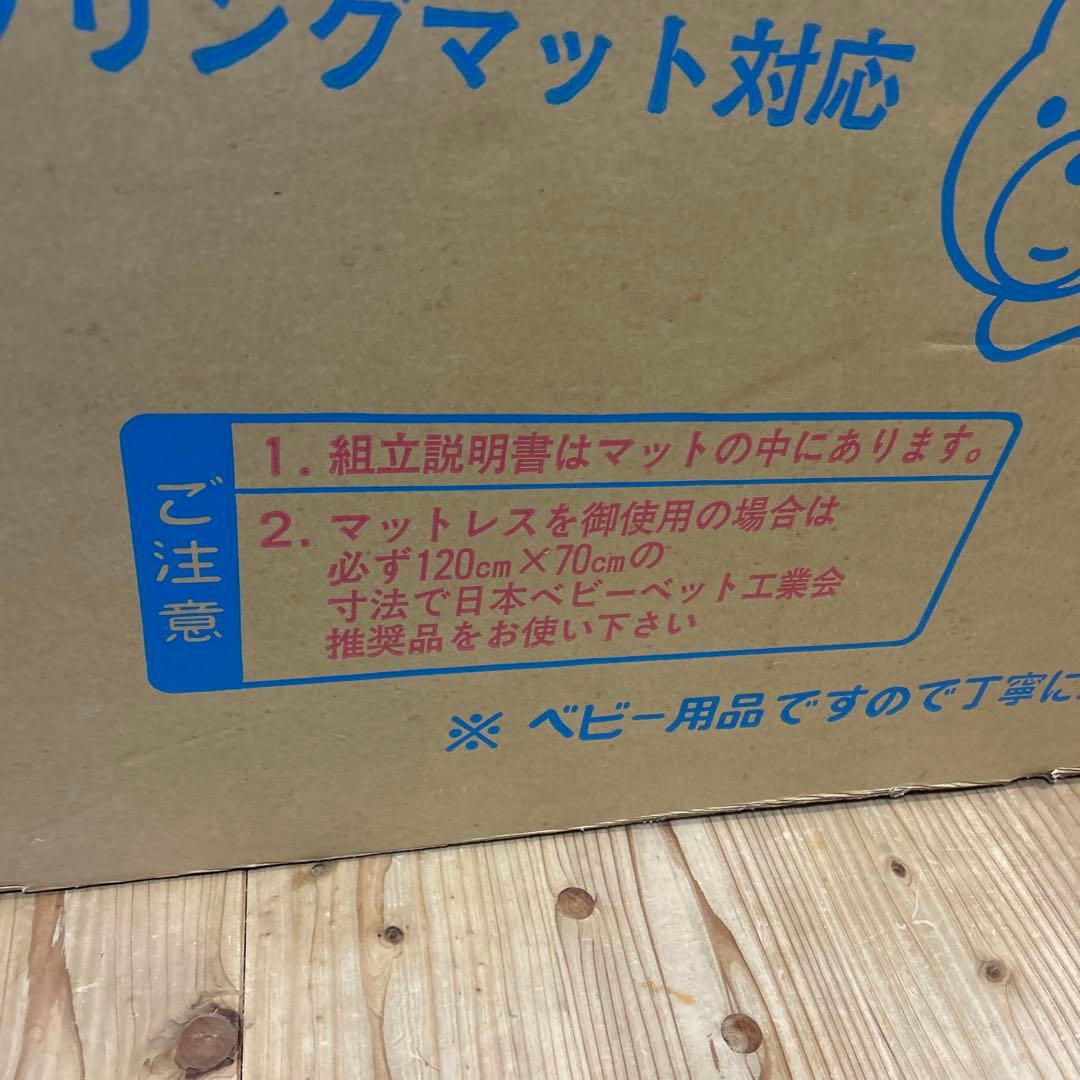 リングマット対応
ご注意
1. 組立説明書はマットの中にあります。
2. マットレスを御使用の場合は
必ず120cm×70cmの
寸法で日本ベビーベット工業会
推奨品をお使い下さい
※ ベビー用品ですので丁寧に